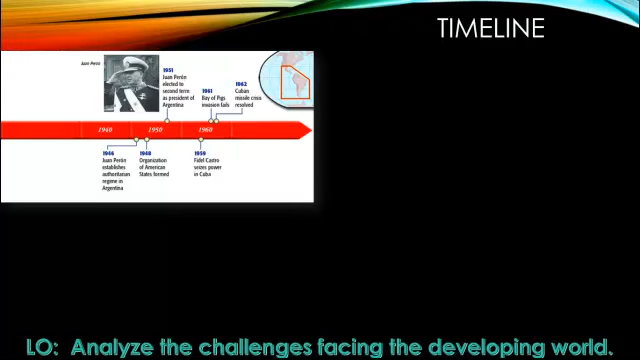 TIMELINE
Juan Perón
1951
Juan Perón
elected to
second term
as president of
Argentina
1961
Bay of Pigs
invasion fails
1962
Cuban
missile crisis
resolved
1940
1950
1960
1946
Juan Perón
establishes
authoritarian
regime in
Argentina
1948
Organization
of American
States formed
1959
Fidel Castro
seizes power
in Cuba
LO: Analyze the challenges facing the developing world.